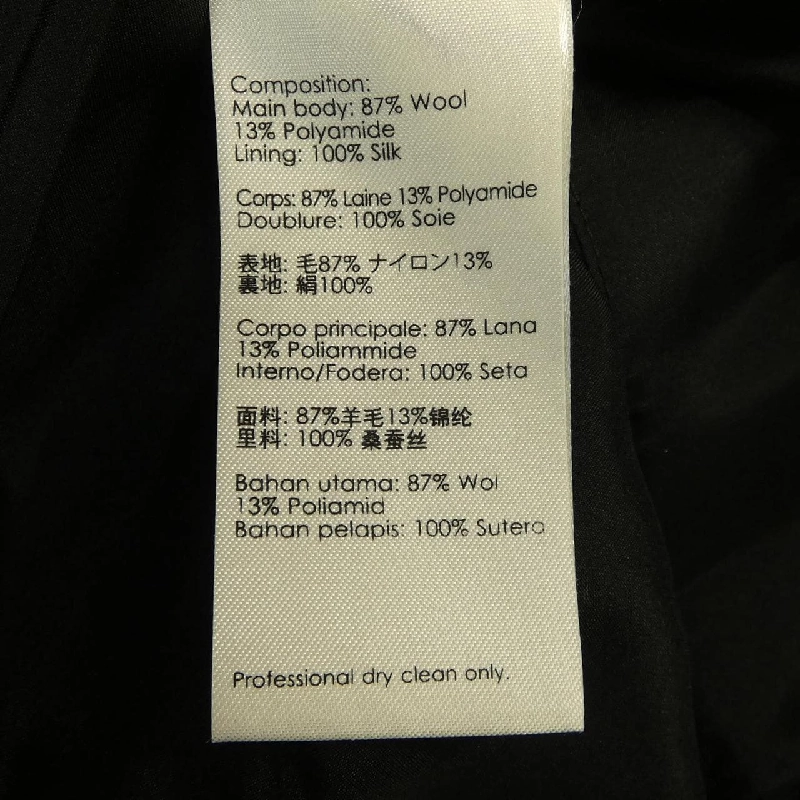 Composition:
Main body: 87% Wool
13% Polyamide
Lining: 100% Silk
Corps: 87% Laine 13% Polyamide
Doublure: 100% Soie
表地: 毛87% ナイロン13%
裏地: 絹100%
Corpo principale: 87% Lana
13% Poliammide
Interno/Fodera: 100% Seta
面料: 87%羊毛13%锦纶
里料: 100% 桑蚕丝
Bahan utama: 87% Wol
13% Poliamid
Bahan pelapis: 100% Sutera
Professional dry clean only.